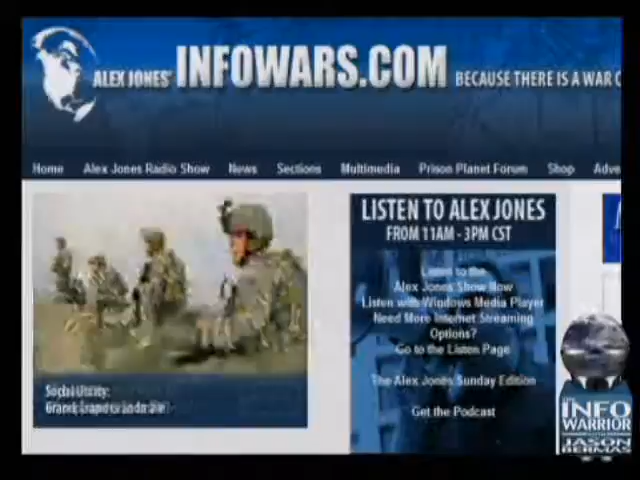 ALEX JONES' INFOWARS.COM BECAUSE THERE IS A WAR
Home Alex Jones Radio Show News Sections Multimedia Prison Planet Forum Shop
LISTEN TO ALEX JONES
FROM 11AM - 3PM CST
Listen to the
Alex Jones Show Now
Listen with Windows Media Player
Need More Internet Streaming
Options?
Go to the Listen Page
The Alex Jones Sunday Edition
Get the Podcast
THE
INFO
WARRIOR
WITH
JASON
BERMAS